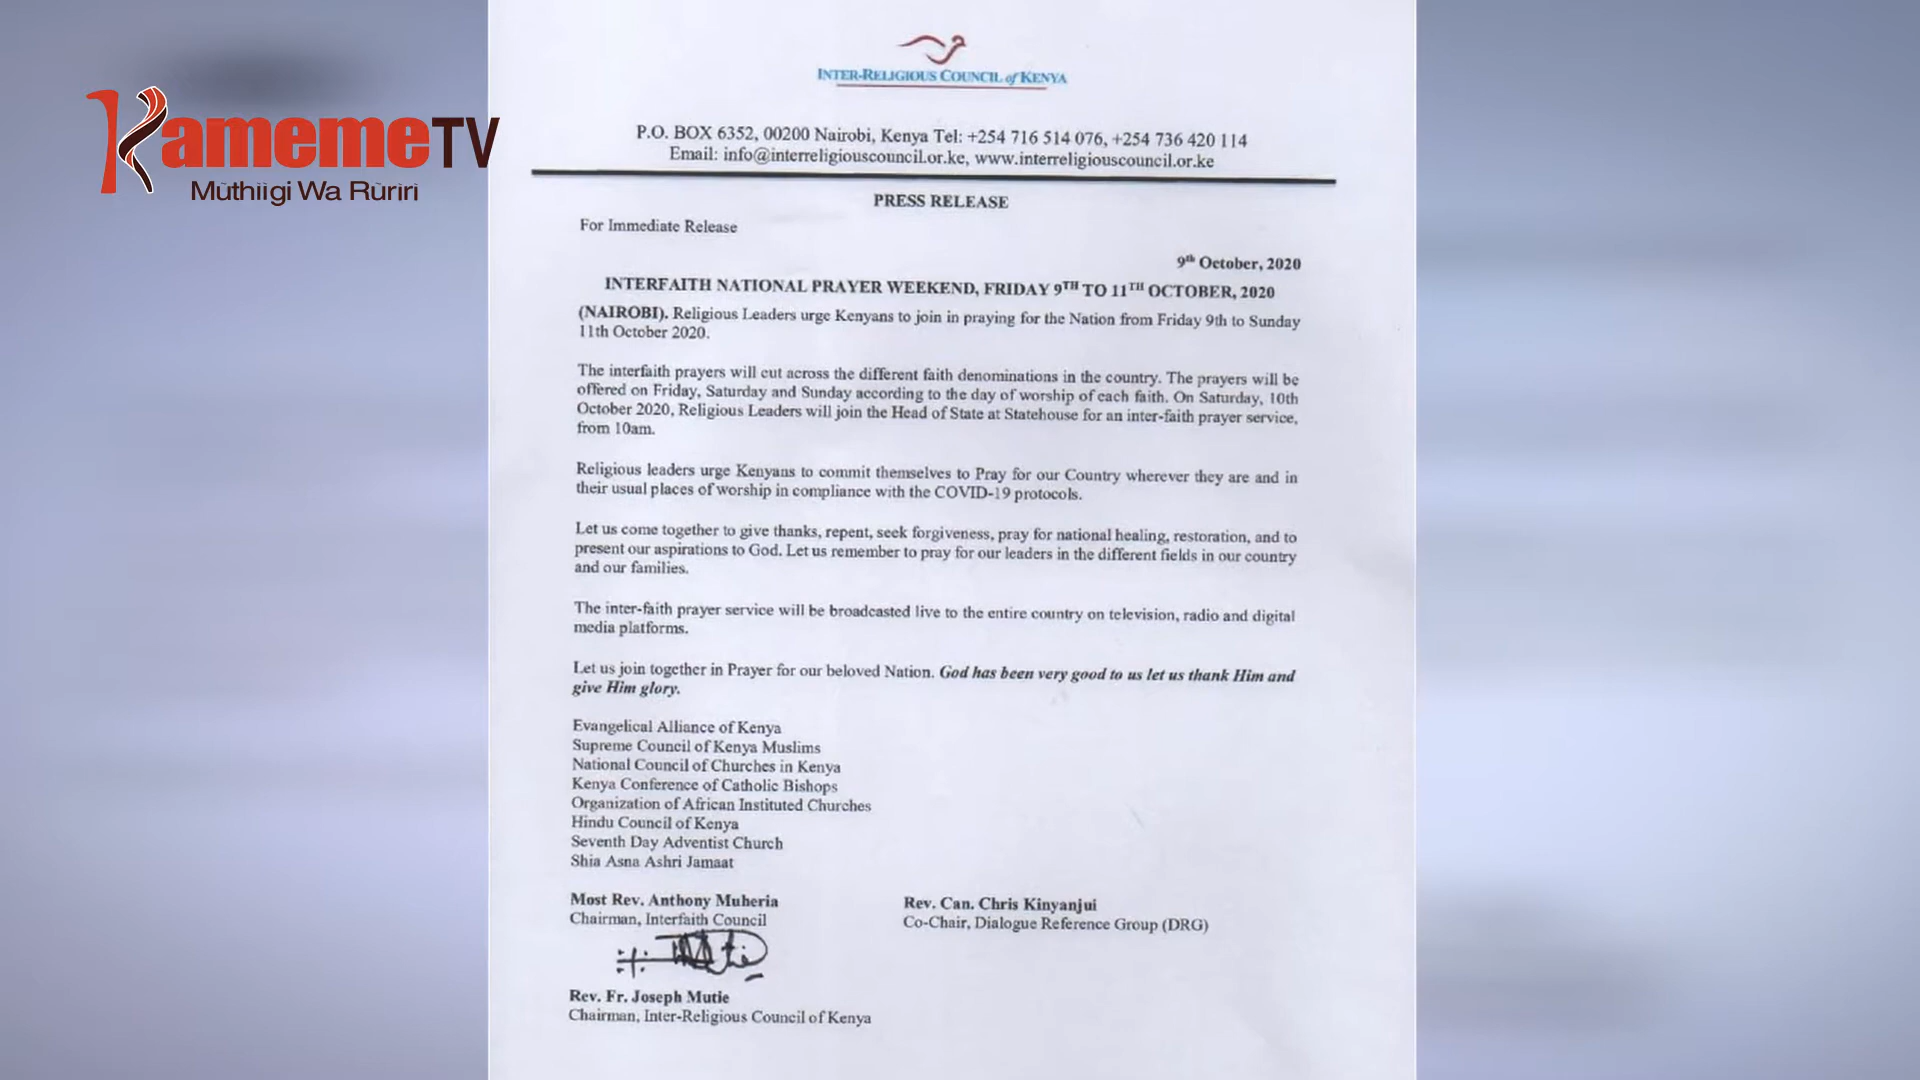 Kameme TV
Mũthiigi Wa Rũrĩrĩ
INTER-RELIGIOUS COUNCIL of KENYA
P.O. BOX 6352, 00200 Nairobi, Kenya Tel: +254 716 514 076, +254 736 420 114
Email: info@interreligiouscouncil.or.ke, www.interreligiouscouncil.or.ke
PRESS RELEASE
For Immediate Release
9th October, 2020
INTERFAITH NATIONAL PRAYER WEEKEND, FRIDAY 9TH TO 11TH OCTOBER, 2020
(NAIROBI). Religious Leaders urge Kenyans to join in praying for the Nation from Friday 9th to Sunday
11th October 2020.
The interfaith prayers will cut across the different faith denominations in the country. The prayers will be
offered on Friday, Saturday and Sunday according to the day of worship of each faith. On Saturday, 10th
October 2020, Religious Leaders will join the Head of State at Statehouse for an inter-faith prayer service,
from 10am.
Religious leaders urge Kenyans to commit themselves to Pray for our Country wherever they are and in
their usual places of worship in compliance with the COVID-19 protocols.
Let us come together to give thanks, repent, seek forgiveness, pray for national healing, restoration, and to
present our aspirations to God. Let us remember to pray for our leaders in the different fields in our country
and our families.
The inter-faith prayer service will be broadcasted live to the entire country on television, radio and digital
media platforms.
Let us join together in Prayer for our beloved Nation. God has been very good to us let us thank Him and
give Him glory.
Evangelical Alliance of Kenya
Supreme Council of Kenya Muslims
National Council of Churches in Kenya
Kenya Conference of Catholic Bishops
Organization of African Instituted Churches
Hindu Council of Kenya
Seventh Day Adventist Church
Shia Asna Ashri Jamaat
Most Rev. Anthony Muheria
Chairman, Interfaith Council
Rev. Can. Chris Kinyanjui
Co-Chair, Dialogue Reference Group (DRG)
Rev. Fr. Joseph Mutie
Chairman, Inter-Religious Council of Kenya